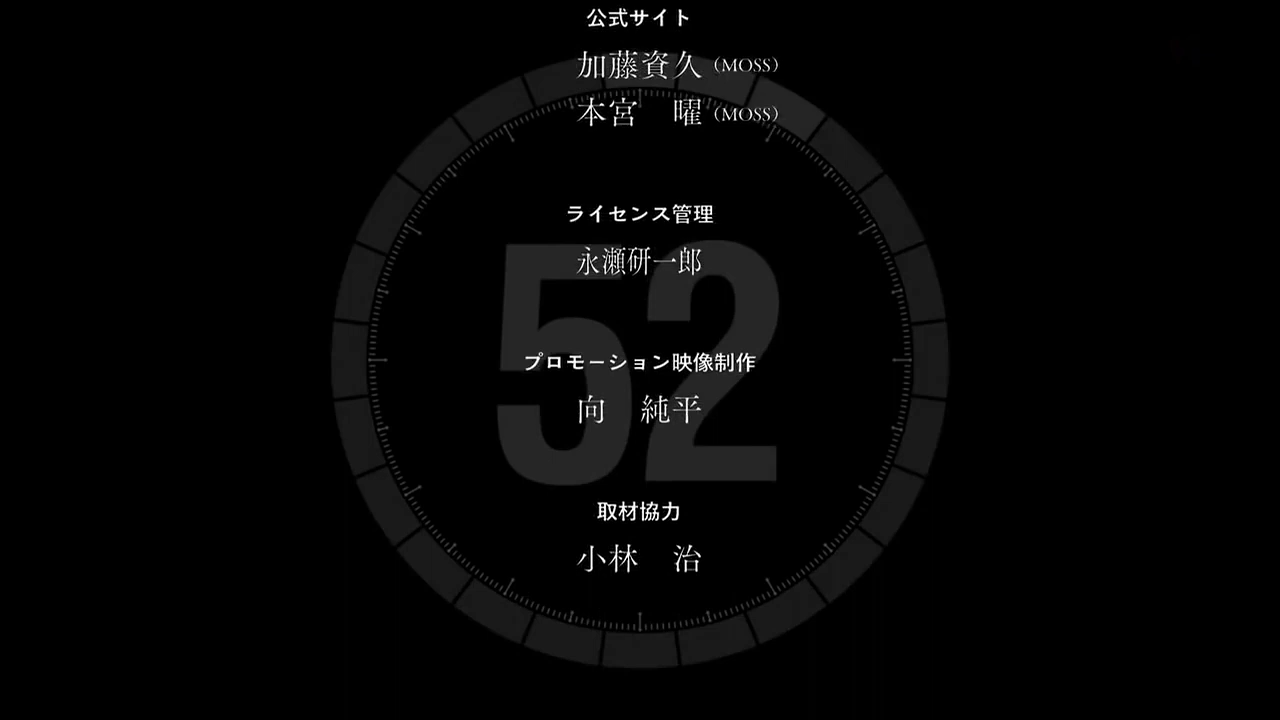 公式サイト
加藤資久（MOSS）
本宮　曜（MOSS）
ライセンス管理
永瀬研一郎
52
プロモーション映像制作
向　純平
取材協力
小林　治